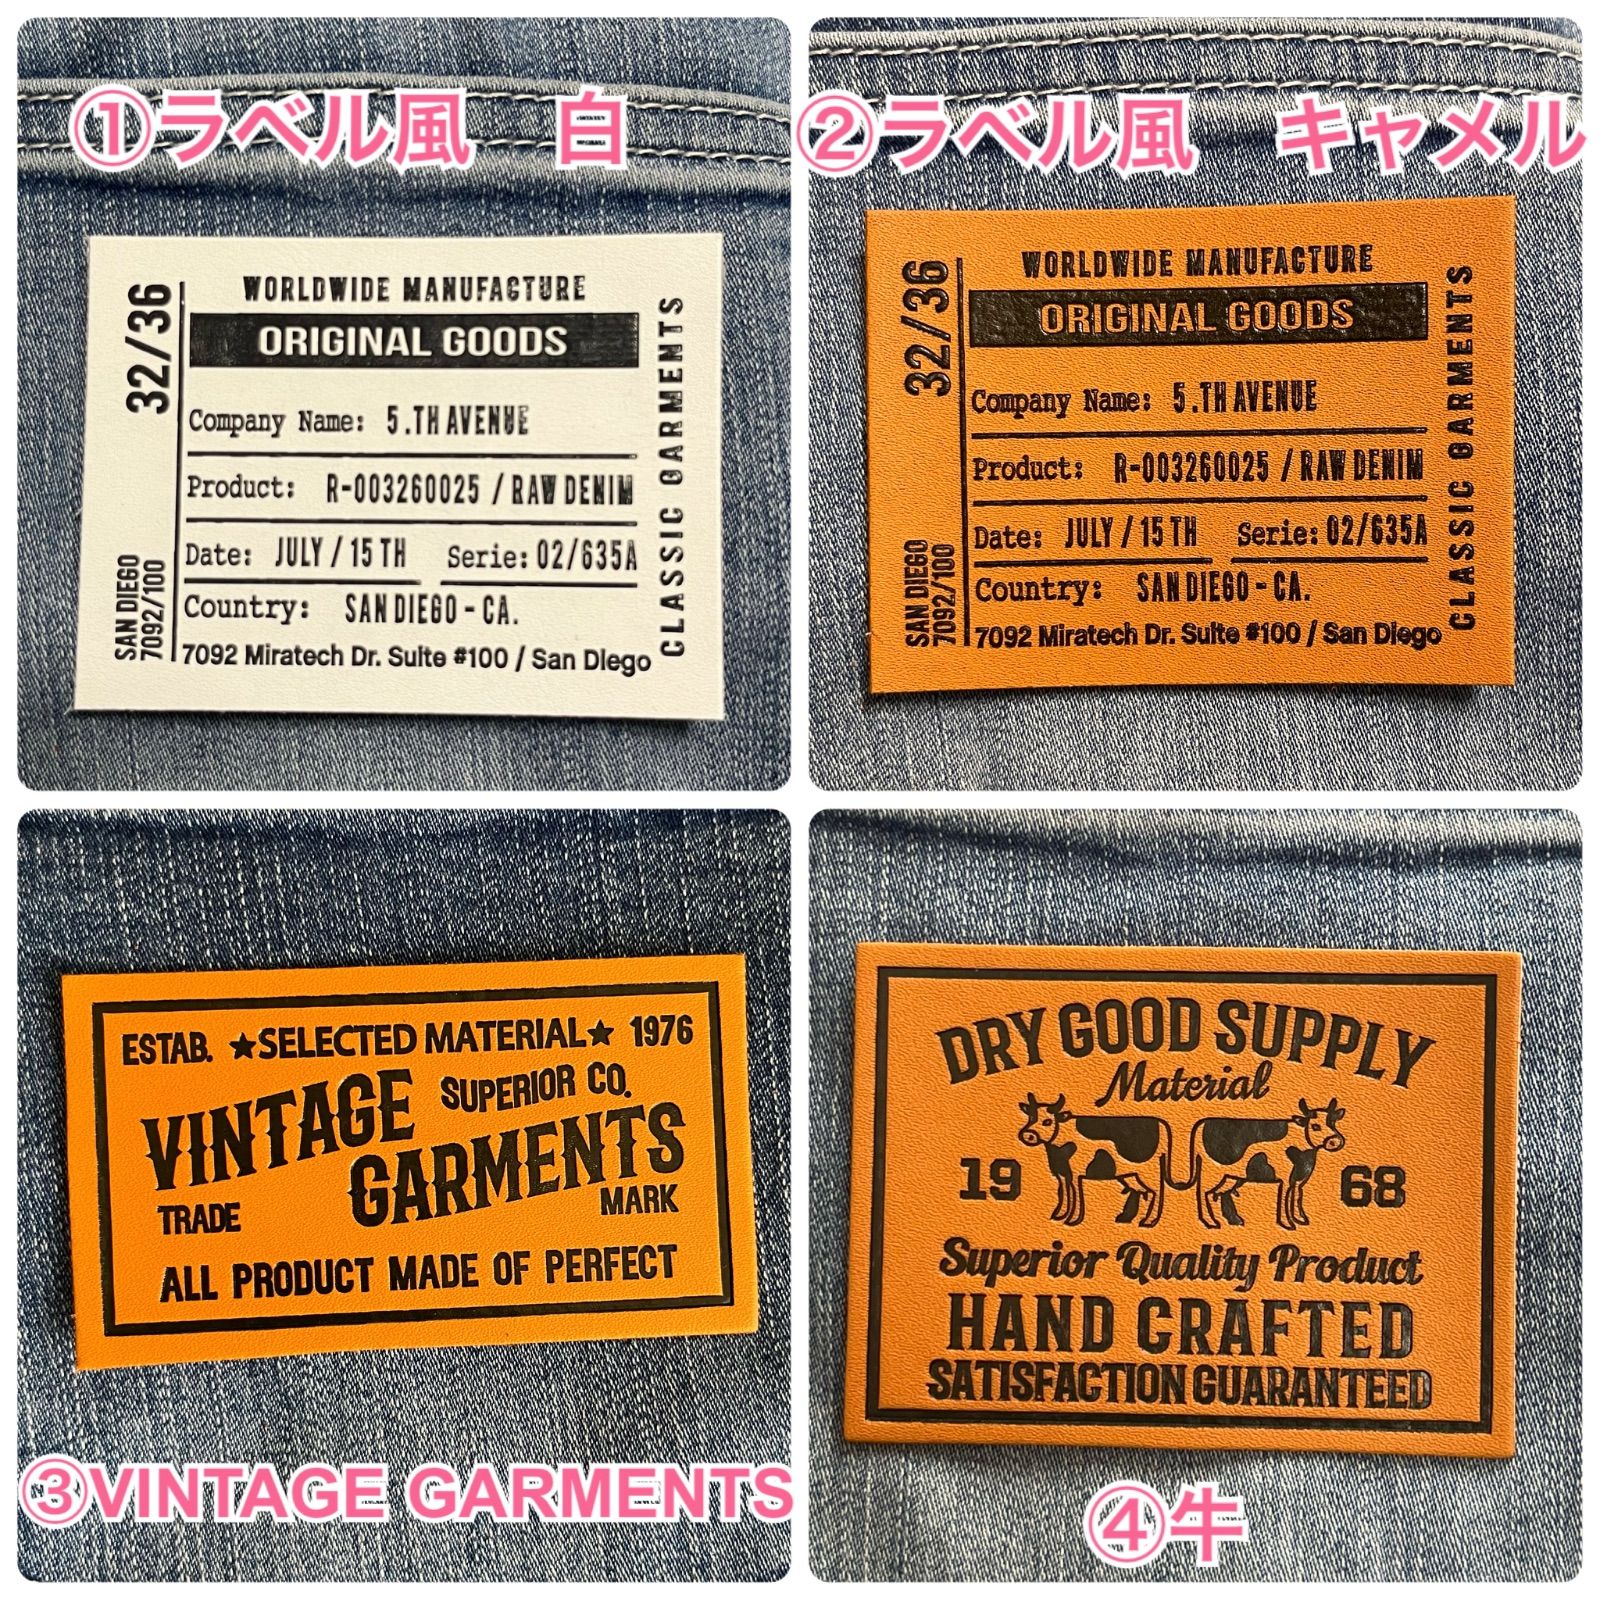 ①ラベル風 白
WORLDWIDE MANUFACTURE
ORIGINAL GOODS
32/36
Company Name: 5.TH AVENUE
Product: R-003260025 / RAW DENIM
Date: JULY / 15 TH Serie: 02/635A
Country: SAN DIEGO - CA.
7092 Miratech Dr. Suite #100 / San Diego
SAN DIEGO
7092/100
CLASSIC GARMENTS
②ラベル風 キャメル
WORLDWIDE MANUFACTURE
ORIGINAL GOODS
32/36
Company Name: 5.TH AVENUE
Product: R-003260025 / RAW DENIM
Date: JULY / 15 TH Serie: 02/635A
Country: SAN DIEGO - CA.
7092 Miratech Dr. Suite #100 / San Diego
SAN DIEGO
7092/100
CLASSIC GARMENTS
ESTAB. ★SELECTED MATERIAL★ 1976
VINTAGE SUPERIOR CO.
GARMENTS
TRADE MARK
ALL PRODUCT MADE OF PERFECT
③VINTAGE GARMENTS
DRY GOOD SUPPLY
Material
19 68
Superior Quality Product
HAND CRAFTED
SATISFACTION GUARANTEED
④牛